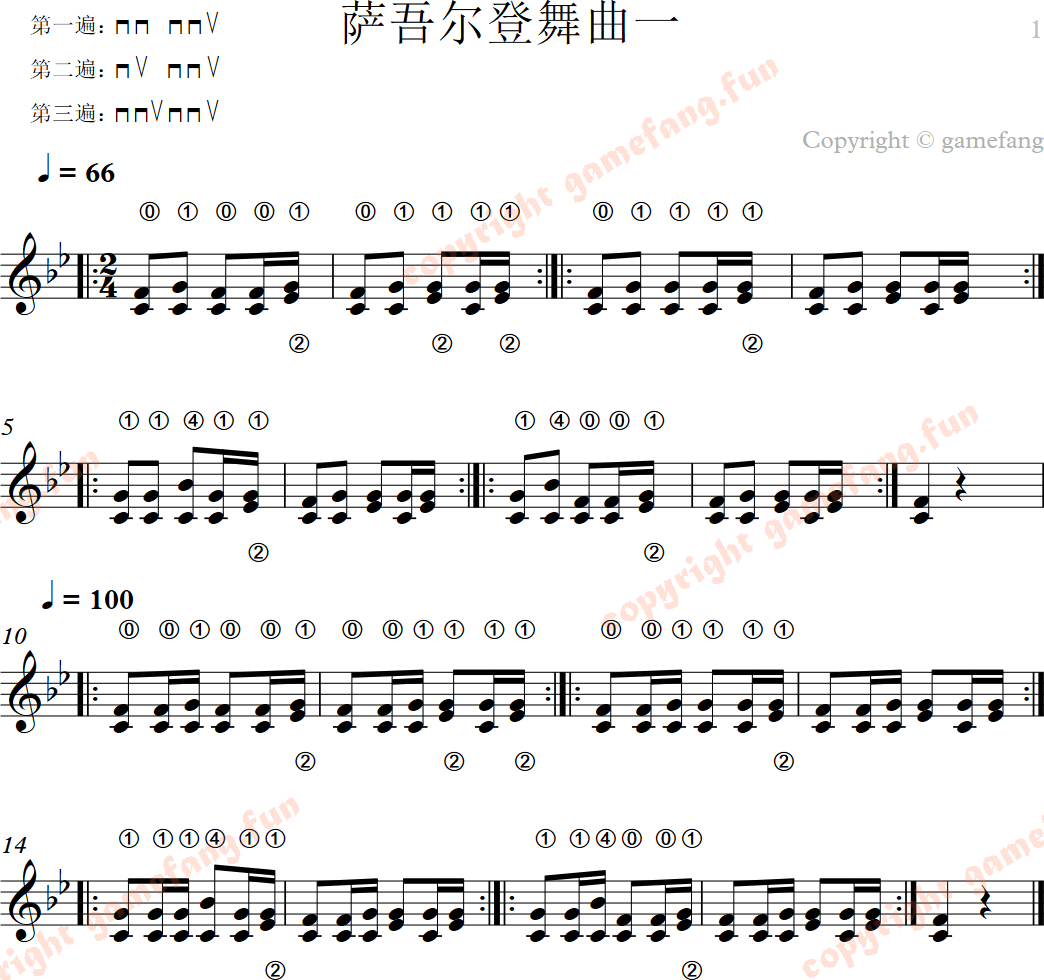 萨吾尔登舞曲一
1
第一遍：⊓⊓ ⊓⊓V
第二遍：⊓V ⊓⊓V
第三遍：⊓⊓V⊓⊓V
Copyright © gamefang
copyright gamefang.fun
♩= 66
⓪ ① ⓪ ⓪ ① ⓪ ① ① ① ① ⓪ ① ① ① ①
2
4
② ② ② ②
5
① ① ④ ① ① ① ④ ⓪ ⓪ ①
copyright gamefang.fun
② ②
♩= 100
10
⓪ ⓪ ① ⓪ ⓪ ① ⓪ ⓪ ① ① ① ① ⓪ ⓪ ① ① ① ①
② ② ② ②
14
① ① ① ④ ① ① ① ① ④ ⓪ ⓪ ①
copyright gamefang.fun
② ②